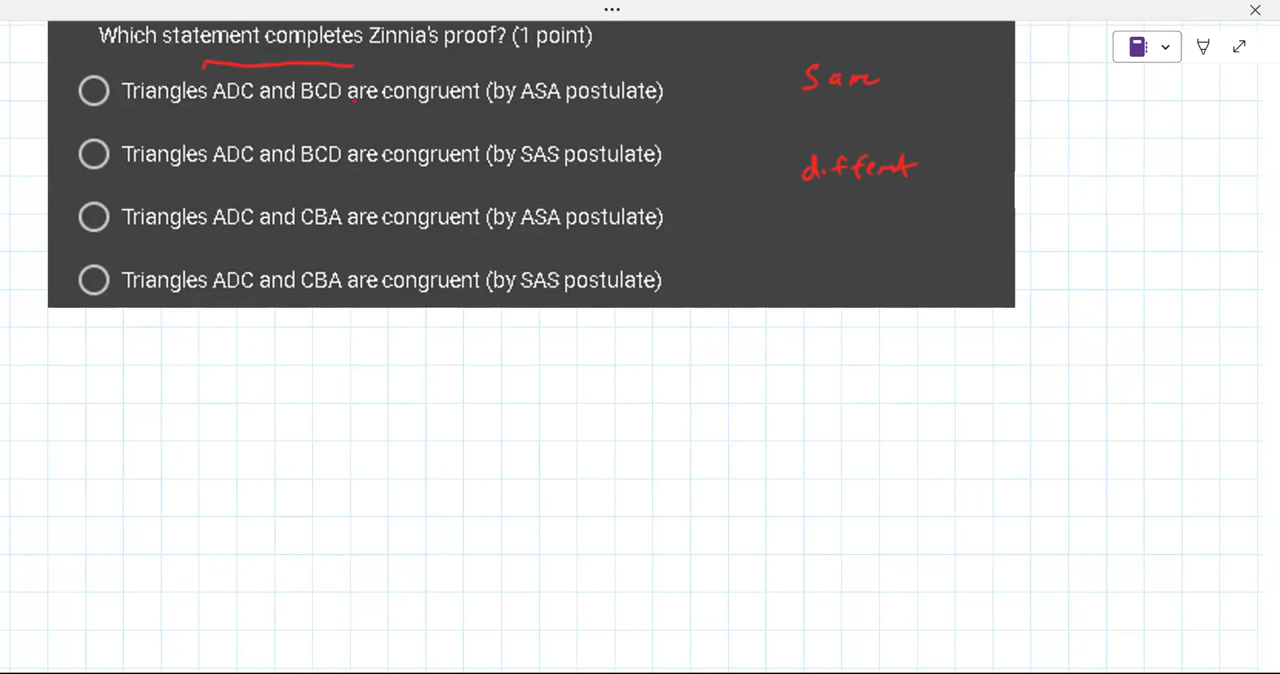 Which statement completes Zinnia's proof? (1 point)
Triangles ADC and BCD are congruent (by ASA postulate)
Same
Triangles ADC and BCD are congruent (by SAS postulate)
different
Triangles ADC and CBA are congruent (by ASA postulate)
Triangles ADC and CBA are congruent (by SAS postulate)